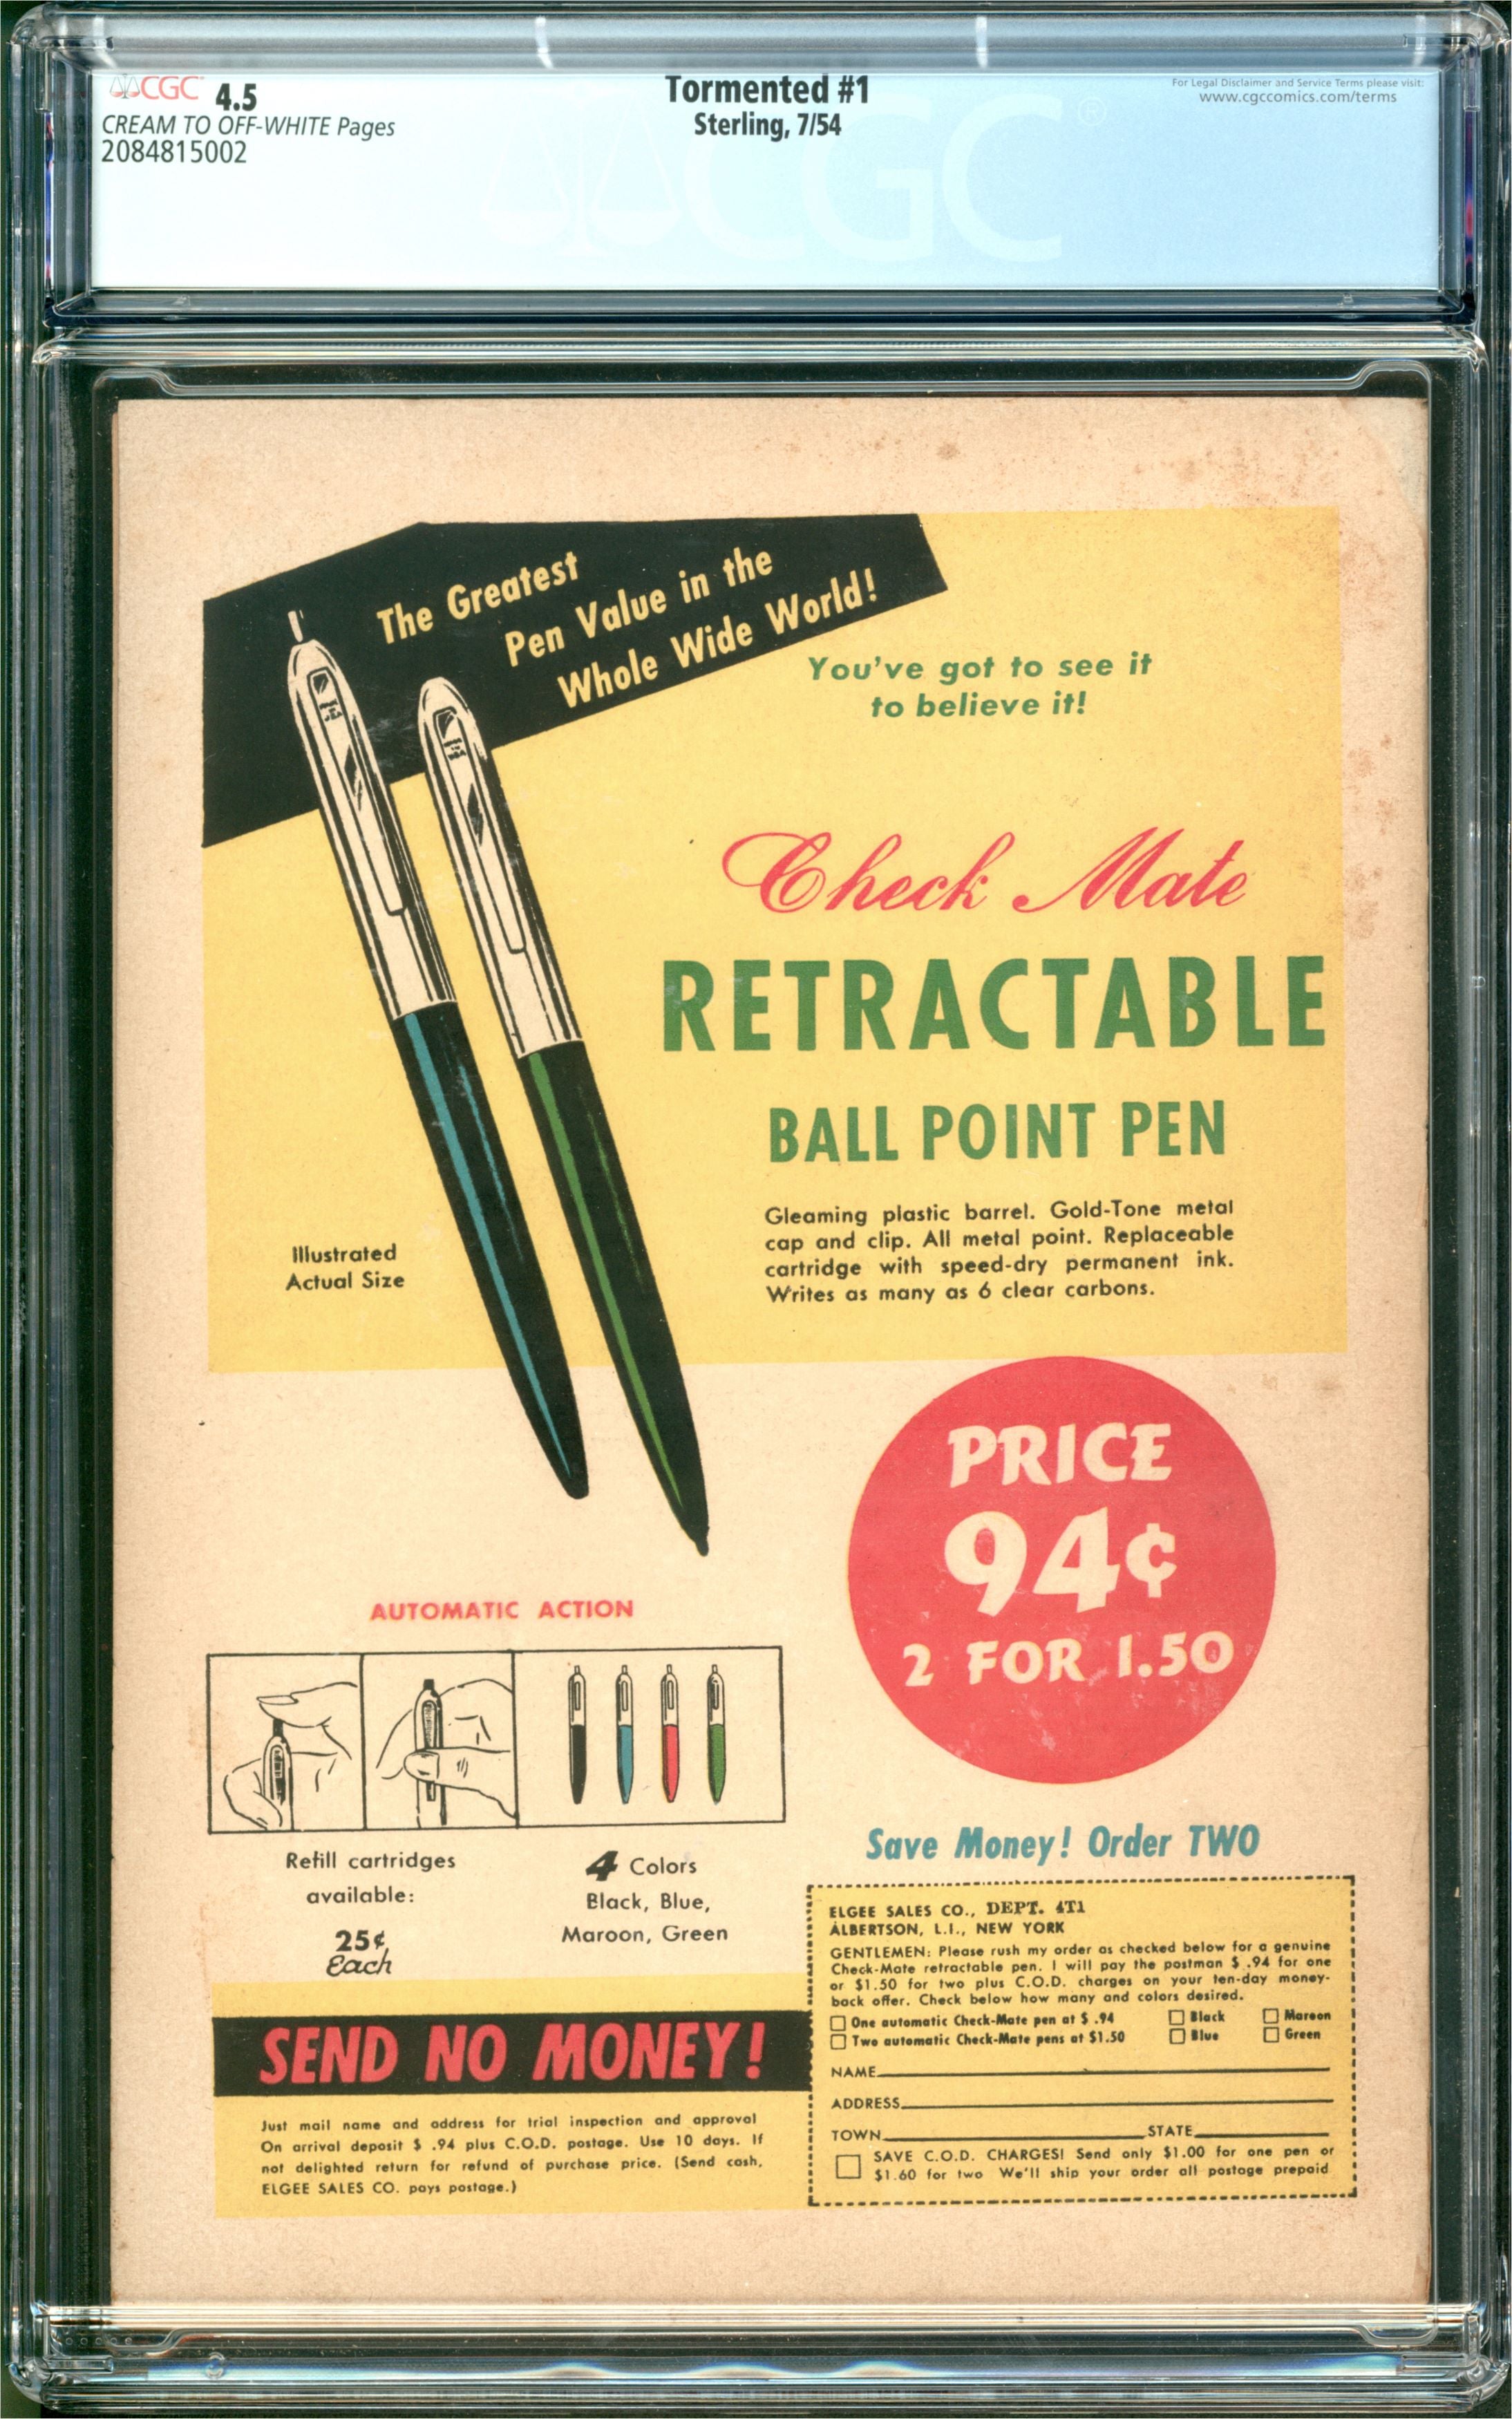 CGC 4.5
CREAM TO OFF-WHITE Pages
2084815002
Tormented #1
Sterling, 7/54
For Legal Disclaimer and Service Terms please visit:
www.cgccomics.com/terms
CGC
The Greatest
Pen Value in the
Whole Wide World!
You've got to see it
to believe it!
Check Mate
RETRACTABLE
BALL POINT PEN
Gleaming plastic barrel. Gold-Tone metal
cap and clip. All metal point. Replaceable
cartridge with speed-dry permanent ink.
Writes as many as 6 clear carbons.
Illustrated
Actual Size
PRICE
94¢
2 FOR 1.50
AUTOMATIC ACTION
Refill cartridges
available:
25¢
Each
4 Colors
Black, Blue,
Maroon, Green
SEND NO MONEY!
Just mail name and address for trial inspection and approval
On arrival deposit $ .94 plus C.O.D. postage. Use 10 days. If
not delighted return for refund of purchase price. (Send cash,
ELGEE SALES CO. pays postage.)
Save Money! Order TWO
ELGEE SALES CO., DEPT. 4T1
ALBERTSON, L.I., NEW YORK
GENTLEMEN: Please rush my order as checked below for a genuine
Check-Mate retractable pen. I will pay the postman $ .94 for one
or $1.50 for two plus C.O.D. charges on your ten-day money-
back offer. Check below how many and colors desired.
One automatic Check-Mate pen at $ .94 Black Maroon
Two automatic Check-Mate pens at $1.50 Blue Green
NAME
ADDRESS
TOWN STATE
SAVE C.O.D. CHARGES! Send only $1.00 for one pen or
$1.60 for two We'll ship your order all postage prepaid